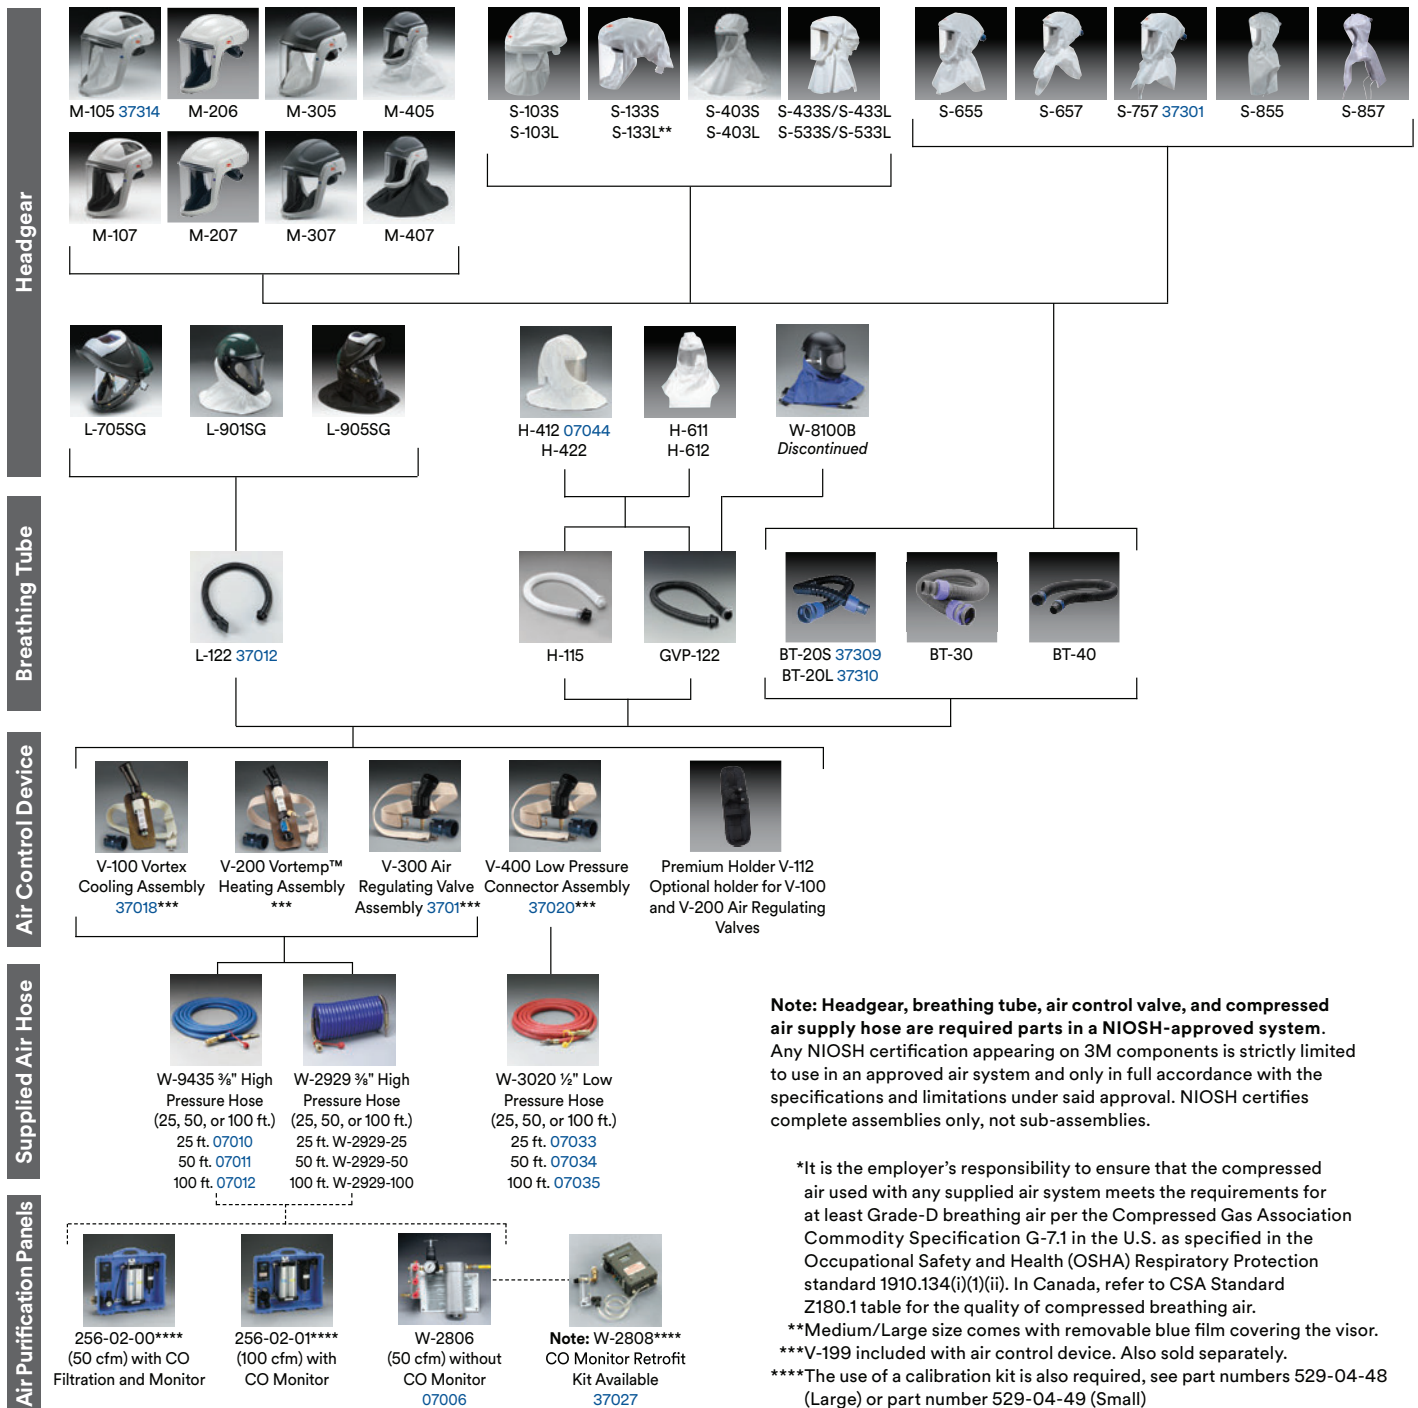 Headgear
M-105 37314
M-206
M-305
M-405
M-107
M-207
M-307
M-407
S-103S
S-103L
S-133S
S-133L**
S-403S
S-403L
S-433S/S-433L
S-533S/S-533L
S-655
S-657
S-757 37301
S-855
S-857
L-705SG
L-901SG
L-905SG
H-412 07044
H-422
H-611
H-612
W-8100B
Discontinued
Breathing Tube
L-122 37012
H-115
GVP-122
BT-20S 37309
BT-20L 37310
BT-30
BT-40
Air Control Device
V-100 Vortex
Cooling Assembly
37018***
V-200 Vortemp™
Heating Assembly
***
V-300 Air
Regulating Valve
Assembly 3701***
V-400 Low Pressure
Connector Assembly
37020***
Premium Holder V-112
Optional holder for V-100
and V-200 Air Regulating
Valves
Supplied Air Hose
W-9435 ⅜" High
Pressure Hose
(25, 50, or 100 ft.)
25 ft. 07010
50 ft. 07011
100 ft. 07012
W-2929 ⅜" High
Pressure Hose
(25, 50, or 100 ft.)
25 ft. W-2929-25
50 ft. W-2929-50
100 ft. W-2929-100
W-3020 ½" Low
Pressure Hose
(25, 50, or 100 ft.)
25 ft. 07033
50 ft. 07034
100 ft. 07035
Air Purification Panels
256-02-00****
(50 cfm) with CO
Filtration and Monitor
256-02-01****
(100 cfm) with
CO Monitor
W-2806
(50 cfm) without
CO Monitor
07006
Note: W-2808****
CO Monitor Retrofit
Kit Available
37027
Note: Headgear, breathing tube, air control valve, and compressed
air supply hose are required parts in a NIOSH-approved system.
Any NIOSH certification appearing on 3M components is strictly limited
to use in an approved air system and only in full accordance with the
specifications and limitations under said approval. NIOSH certifies
complete assemblies only, not sub-assemblies.
*It is the employer's responsibility to ensure that the compressed
air used with any supplied air system meets the requirements for
at least Grade-D breathing air per the Compressed Gas Association
Commodity Specification G-7.1 in the U.S. as specified in the
Occupational Safety and Health (OSHA) Respiratory Protection
standard 1910.134(i)(1)(ii). In Canada, refer to CSA Standard
Z180.1 table for the quality of compressed breathing air.
**Medium/Large size comes with removable blue film covering the visor.
***V-199 included with air control device. Also sold separately.
****The use of a calibration kit is also required, see part numbers 529-04-48
(Large) or part number 529-04-49 (Small)